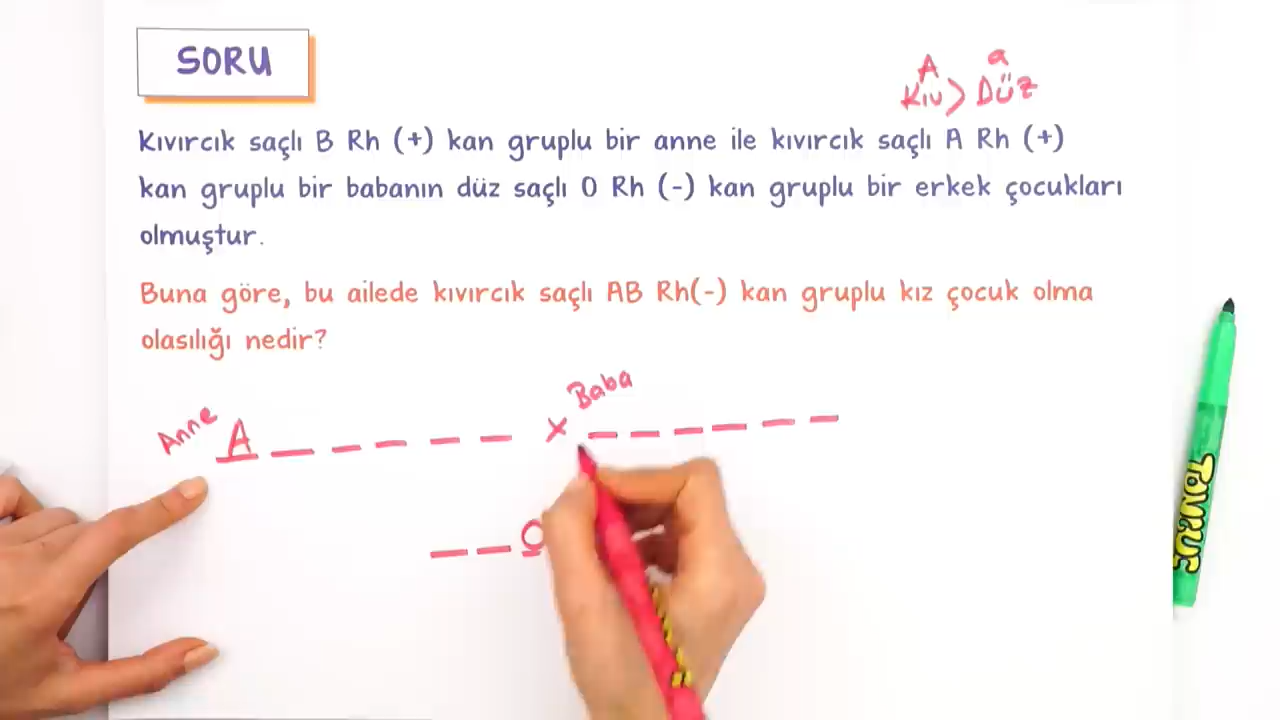 SORU
A a
Kıv > Düz
Kıvırcık saçlı B Rh (+) kan gruplu bir anne ile kıvırcık saçlı A Rh (+)
kan gruplu bir babanın düz saçlı 0 Rh (-) kan gruplu bir erkek çocukları
olmuştur.
Buna göre, bu ailede kıvırcık saçlı AB Rh(-) kan gruplu kız çocuk olma
olasılığı nedir?
Anne A x Baba
0
TOMBUC